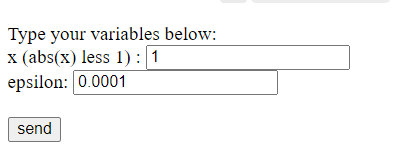 Type your variables below:
x (abs(x) less 1) : 1
epsilon: 0.0001
send